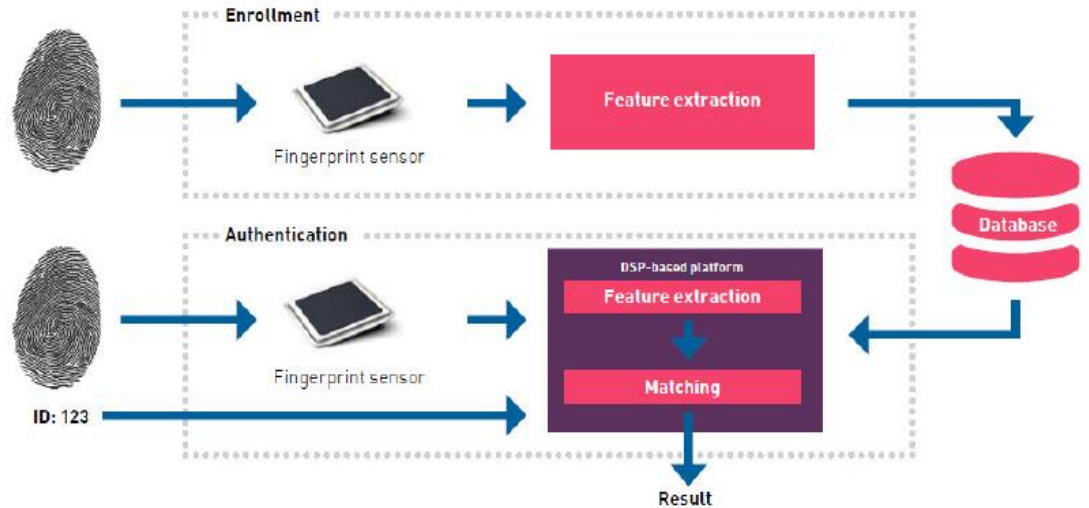 Enrollment
Feature extraction
Fingerprint sensor
Database
Authentication
DSP-based platform
Feature extraction
Fingerprint sensor
Matching
ID: 123
Result